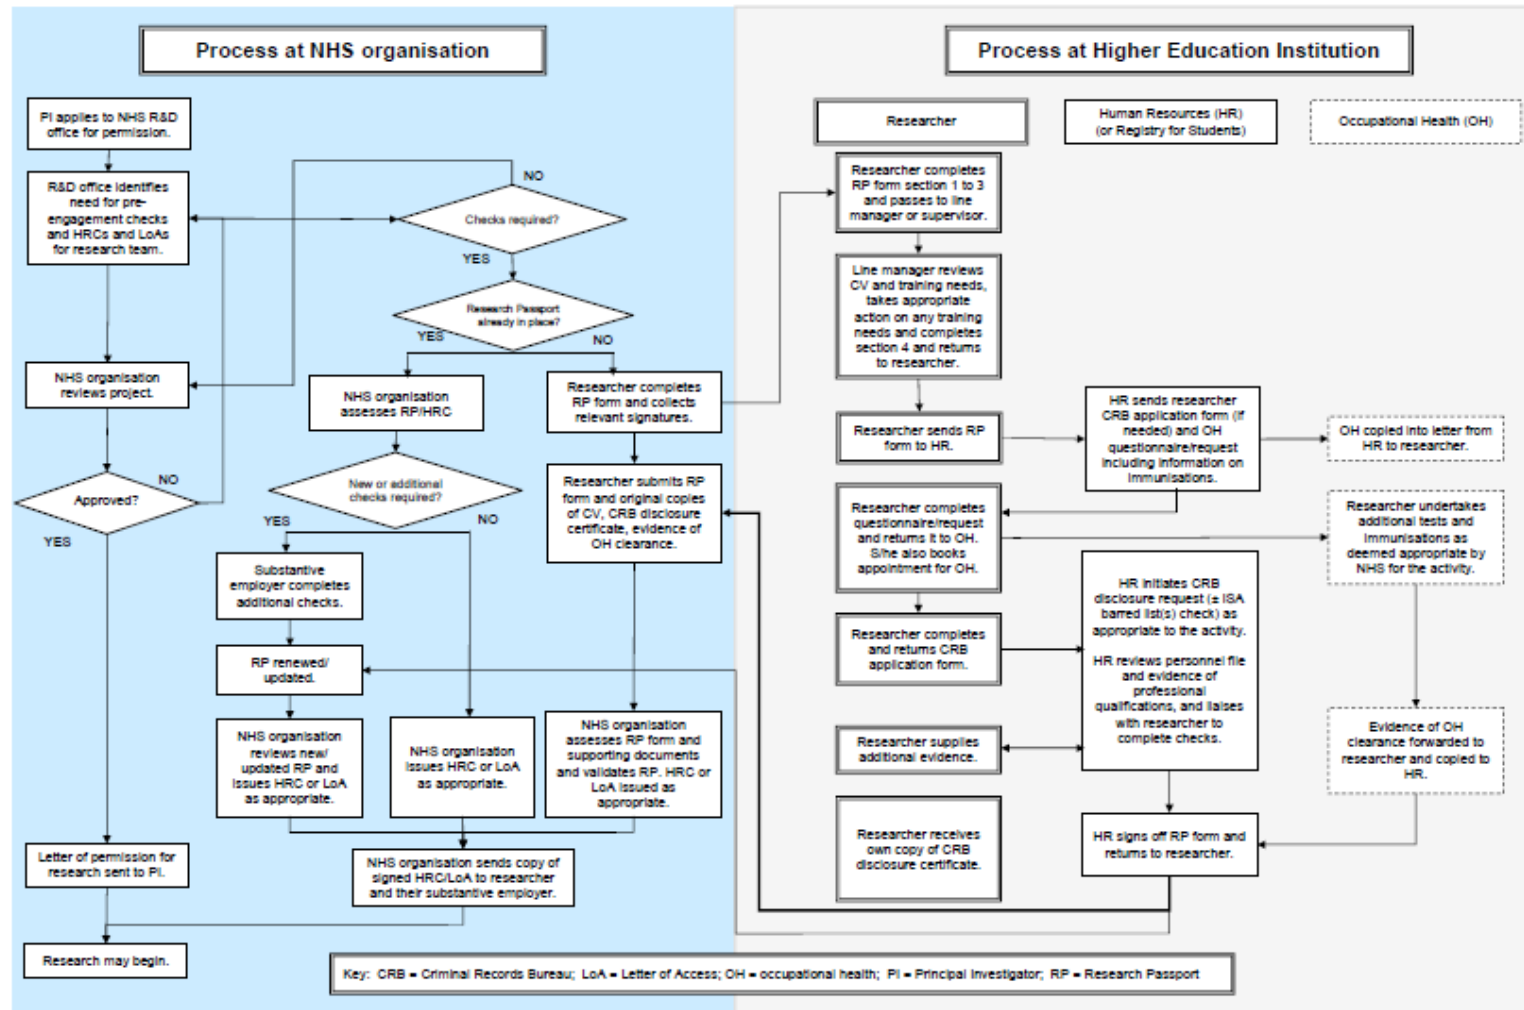 Process at NHS organisation
PI applies to NHS R&D
office for permission.
R&D office identifies
need for pre-
engagement checks
and HRCs and LoAs
for research team.
NO
Checks required?
YES
Research Passport
already in place?
YES
NO
NHS organisation
reviews project.
NHS organisation
assesses RP/HRC
Researcher completes
RP form and collects
relevant signatures.
Approved?
NO
YES
New or additional
checks required?
YES
NO
Researcher submits RP
form and original copies
of CV, CRB disclosure
certificate, evidence of
OH clearance.
Substantive
employer completes
additional checks.
RP renewed/
updated.
NHS organisation
reviews new/
updated RP and
issues HRC or LoA
as appropriate.
NHS organisation
issues HRC or LoA
as appropriate.
NHS organisation
assesses RP form and
supporting documents
and validates RP. HRC or
LoA issued as
appropriate.
Letter of permission for
research sent to PI.
NHS organisation sends copy of
signed HRC/LoA to researcher
and their substantive employer.
Research may begin.
Process at Higher Education Institution
Researcher
Human Resources (HR)
(or Registry for Students)
Occupational Health (OH)
Researcher completes
RP form section 1 to 3
and passes to line
manager or supervisor.
Line manager reviews
CV and training needs,
takes appropriate
action on any training
needs and completes
section 4 and returns
to researcher.
Researcher sends RP
form to HR.
HR sends researcher
CRB application form (if
needed) and OH
questionnaire/request
including information on
immunisations.
OH copied into letter from
HR to researcher.
Researcher completes
questionnaire/request
and returns it to OH.
S/he also books
appointment for OH.
Researcher undertakes
additional tests and
immunisations as
deemed appropriate by
NHS for the activity.
Researcher completes
and returns CRB
application form.
HR initiates CRB
disclosure request (± ISA
barred list(s) check) as
appropriate to the activity.
HR reviews personnel file
and evidence of
professional
qualifications, and liaises
with researcher to
complete checks.
Researcher supplies
additional evidence.
Evidence of OH
clearance forwarded to
researcher and copied to
HR.
Researcher receives
own copy of CRB
disclosure certificate.
HR signs off RP form and
returns to researcher.
Key: CRB = Criminal Records Bureau; LoA = Letter of Access; OH = occupational health; PI = Principal Investigator; RP = Research Passport